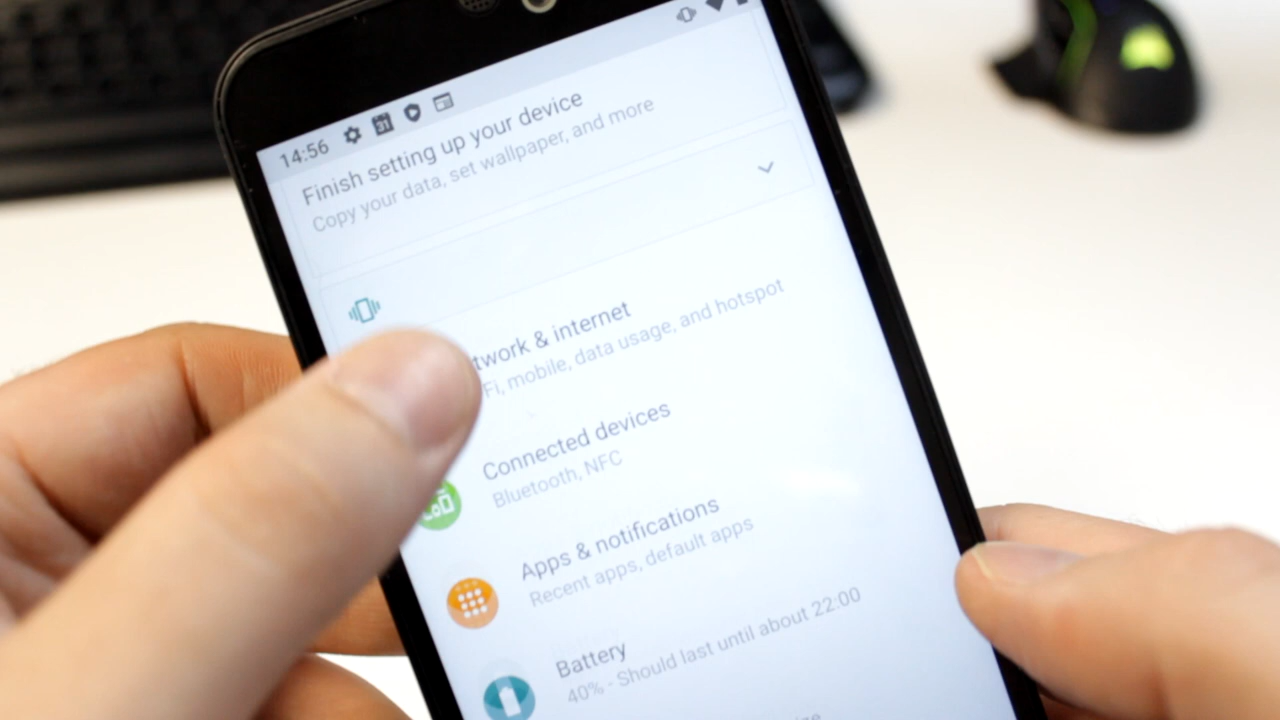 14:56 31
Finish setting up your device
Copy your data, set wallpaper, and more
twork & internet
Fi, mobile, data usage, and hotspot
Connected devices
Bluetooth, NFC
Apps & notifications
Recent apps, default apps
Battery
40% - Should last until about 22:00